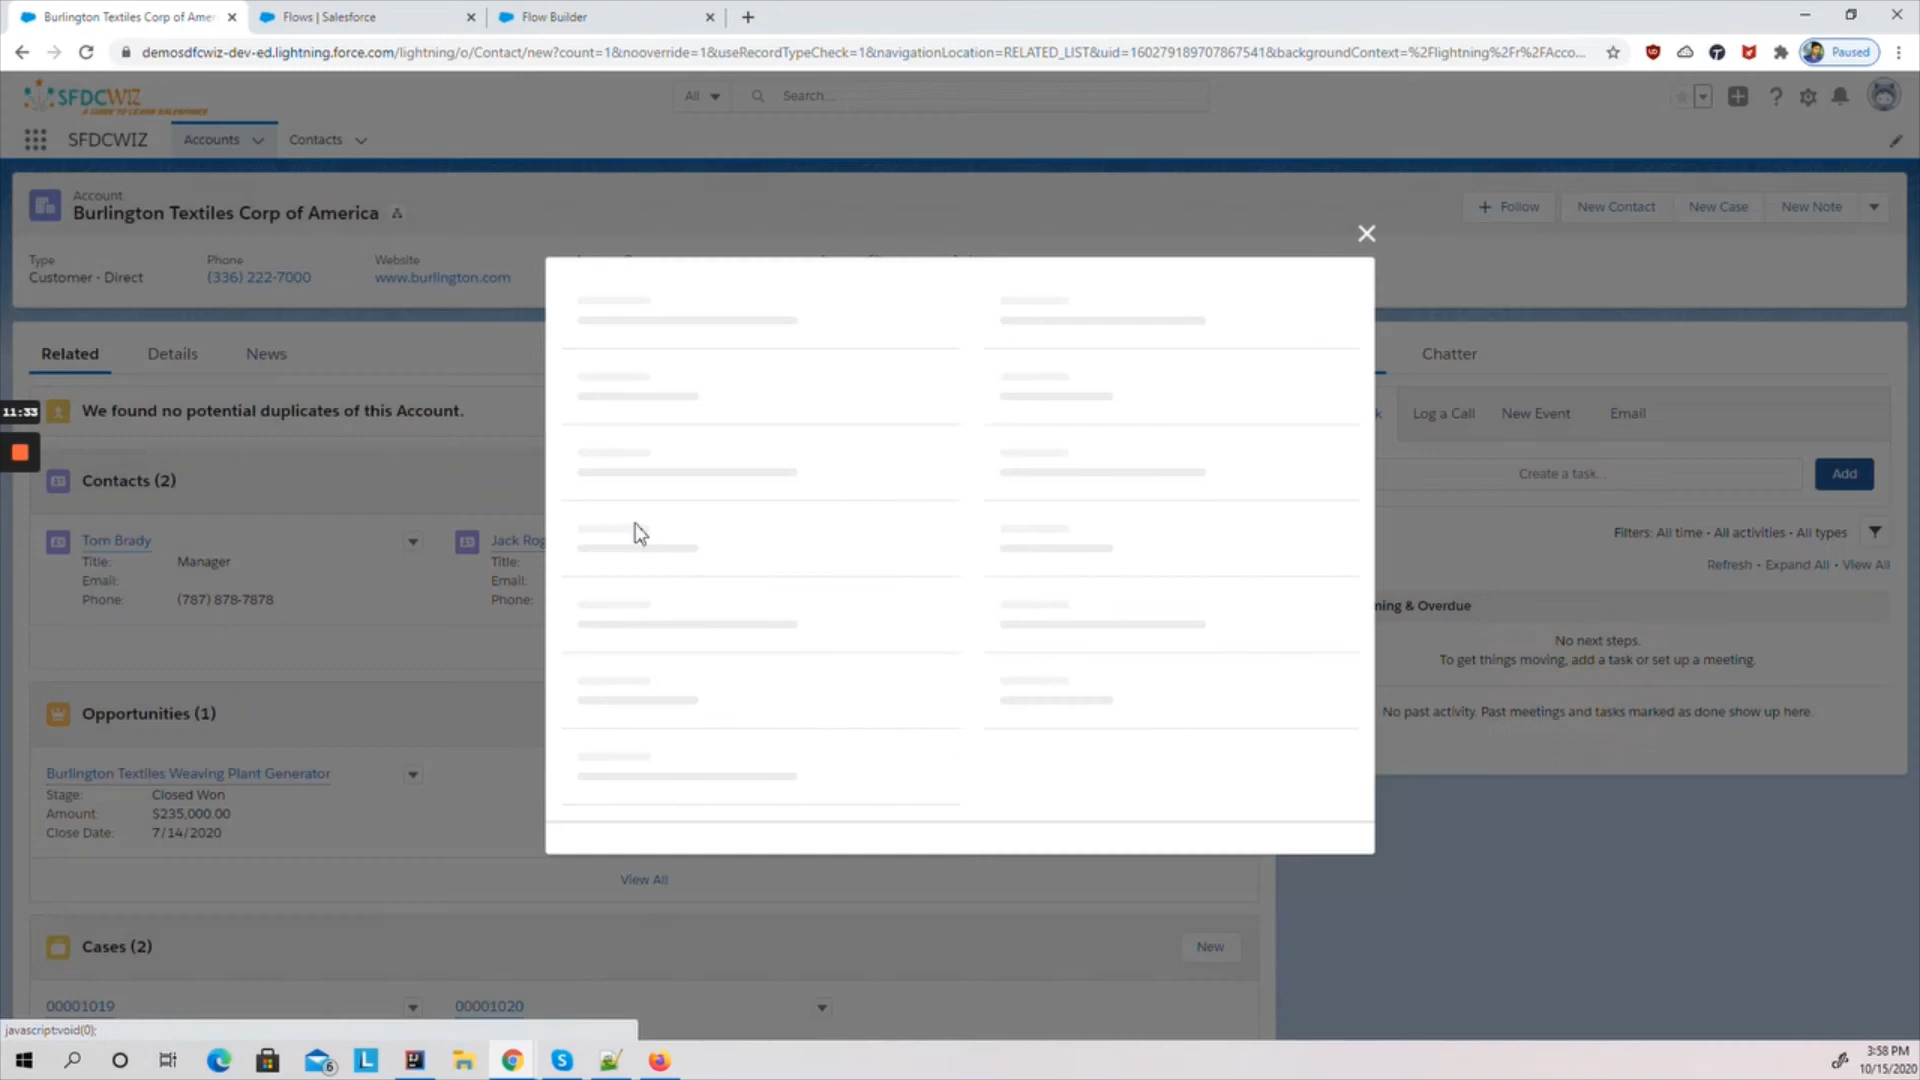 Burlington Textiles Corp of Amer
Flows | Salesforce
Flow Builder
demosdfcwiz-dev-ed.lightning.force.com/lightning/o/Contact/new?count=1&nooverride=1&useRecordTypeCheck=1&navigationLocation=RELATED_LIST&uid=160279189707867541&backgroundContext=%2Flightning%2Fr%2FAcco...
Paused
SFDCWIZ
A GUIDE TO LEARN SALESFORCE
All
Search...
SFDCWIZ
Accounts
Contacts
Account
Burlington Textiles Corp of America
Follow
New Contact
New Case
New Note
Type
Phone
Website
Customer - Direct
(336) 222-7000
www.burlington.com
Related
Details
News
Chatter
11:33
We found no potential duplicates of this Account.
Log a Call
New Event
Email
Create a task...
Add
Contacts (2)
Tom Brady
Title: Manager
Email:
Phone: (787) 878-7878
Jack Rog
Title:
Email:
Phone:
Filters: All time • All activities • All types
Refresh • Expand All • View All
ning & Overdue
No next steps.
To get things moving, add a task or set up a meeting.
No past activity. Past meetings and tasks marked as done show up here.
Opportunities (1)
Burlington Textiles Weaving Plant Generator
Stage: Closed Won
Amount: $235,000.00
Close Date: 7/14/2020
View All
Cases (2)
New
00001019
00001020
javascript:void(0);
6
3:58 PM
10/15/2020